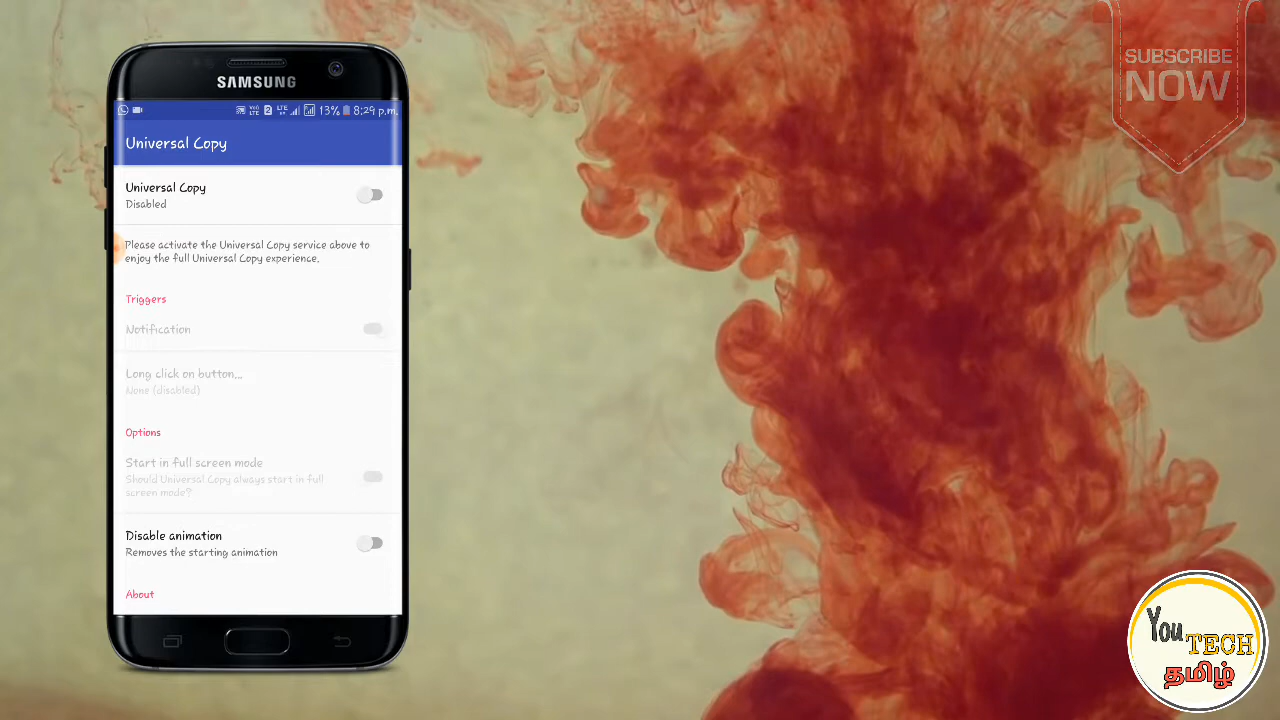 SUBSCRIBE
NOW
SAMSUNG
VoLTE 2 LTE 13% 8:29 p.m.
Universal Copy
Universal Copy
Disabled
Please activate the Universal Copy service above to
enjoy the full Universal Copy experience.
Triggers
Notification
Long click on button...
None (disabled)
Options
Start in full screen mode
Should Universal Copy always start in full
screen mode?
Disable animation
Removes the starting animation
About
You
TECH
தமிழ்